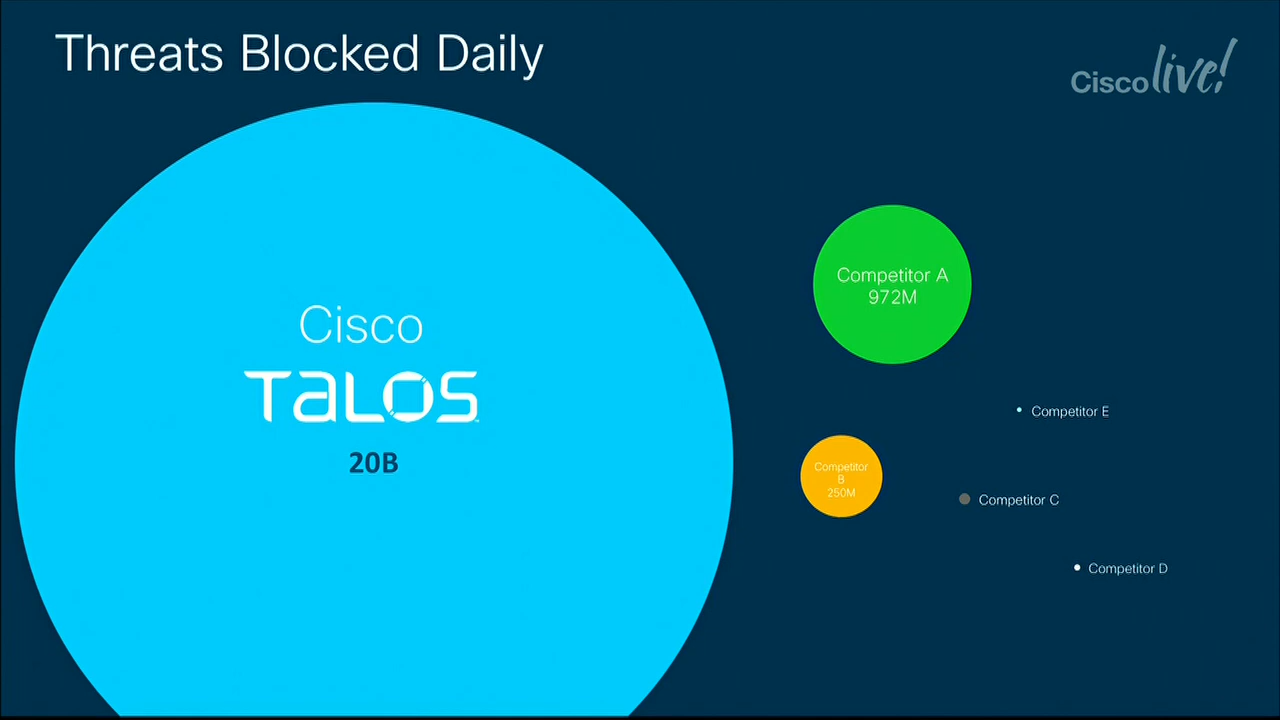 Threats Blocked Daily
Cisco live!
Cisco
TALOS
20B
Competitor A
972M
Competitor
B
250M
Competitor E
Competitor C
Competitor D